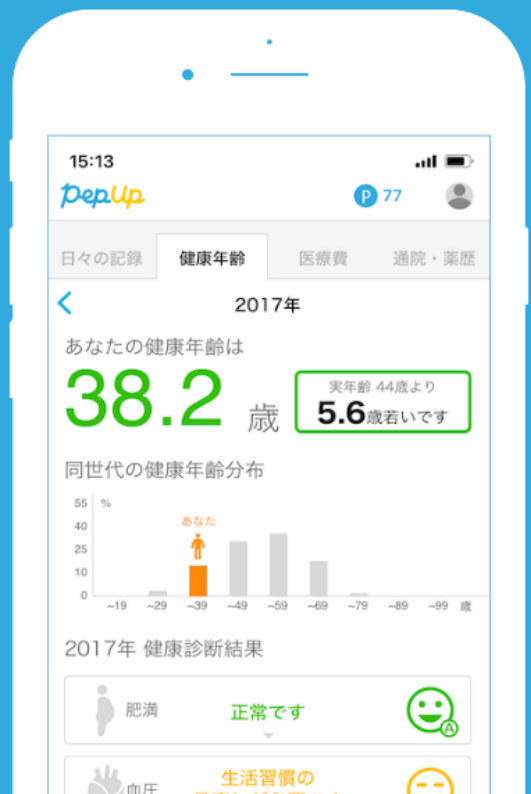 15:13
PepUp
P 77
日々の記録 健康年齢 医療費 通院・薬歴
2017年
あなたの健康年齢は
38.2 歳
実年齢 44歳より
5.6歳若いです
同世代の健康年齢分布
55 %
あなた
40
25
10
0
~19 ~29 ~39 ~49 ~59 ~69 ~79 ~89 ~99 歳
2017年 健康診断結果
肥満 正常です
A
血圧 生活習慣の